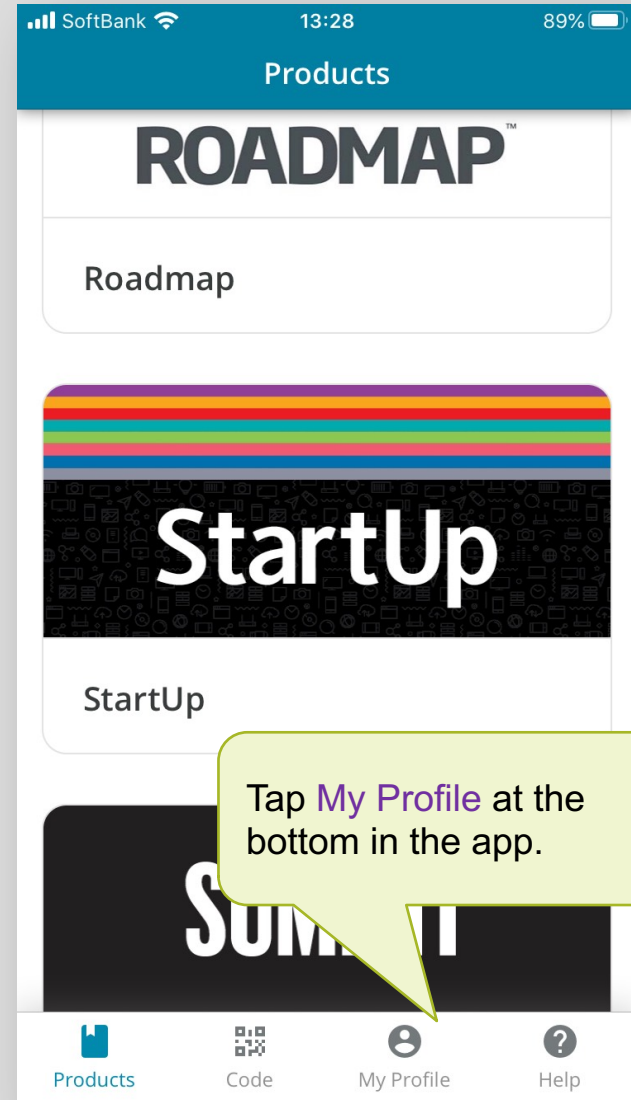 SoftBank 13:28 89%
Products
ROADMAP™
Roadmap
StartUp
StartUp
Tap My Profile at the
bottom in the app.
Products Code My Profile Help